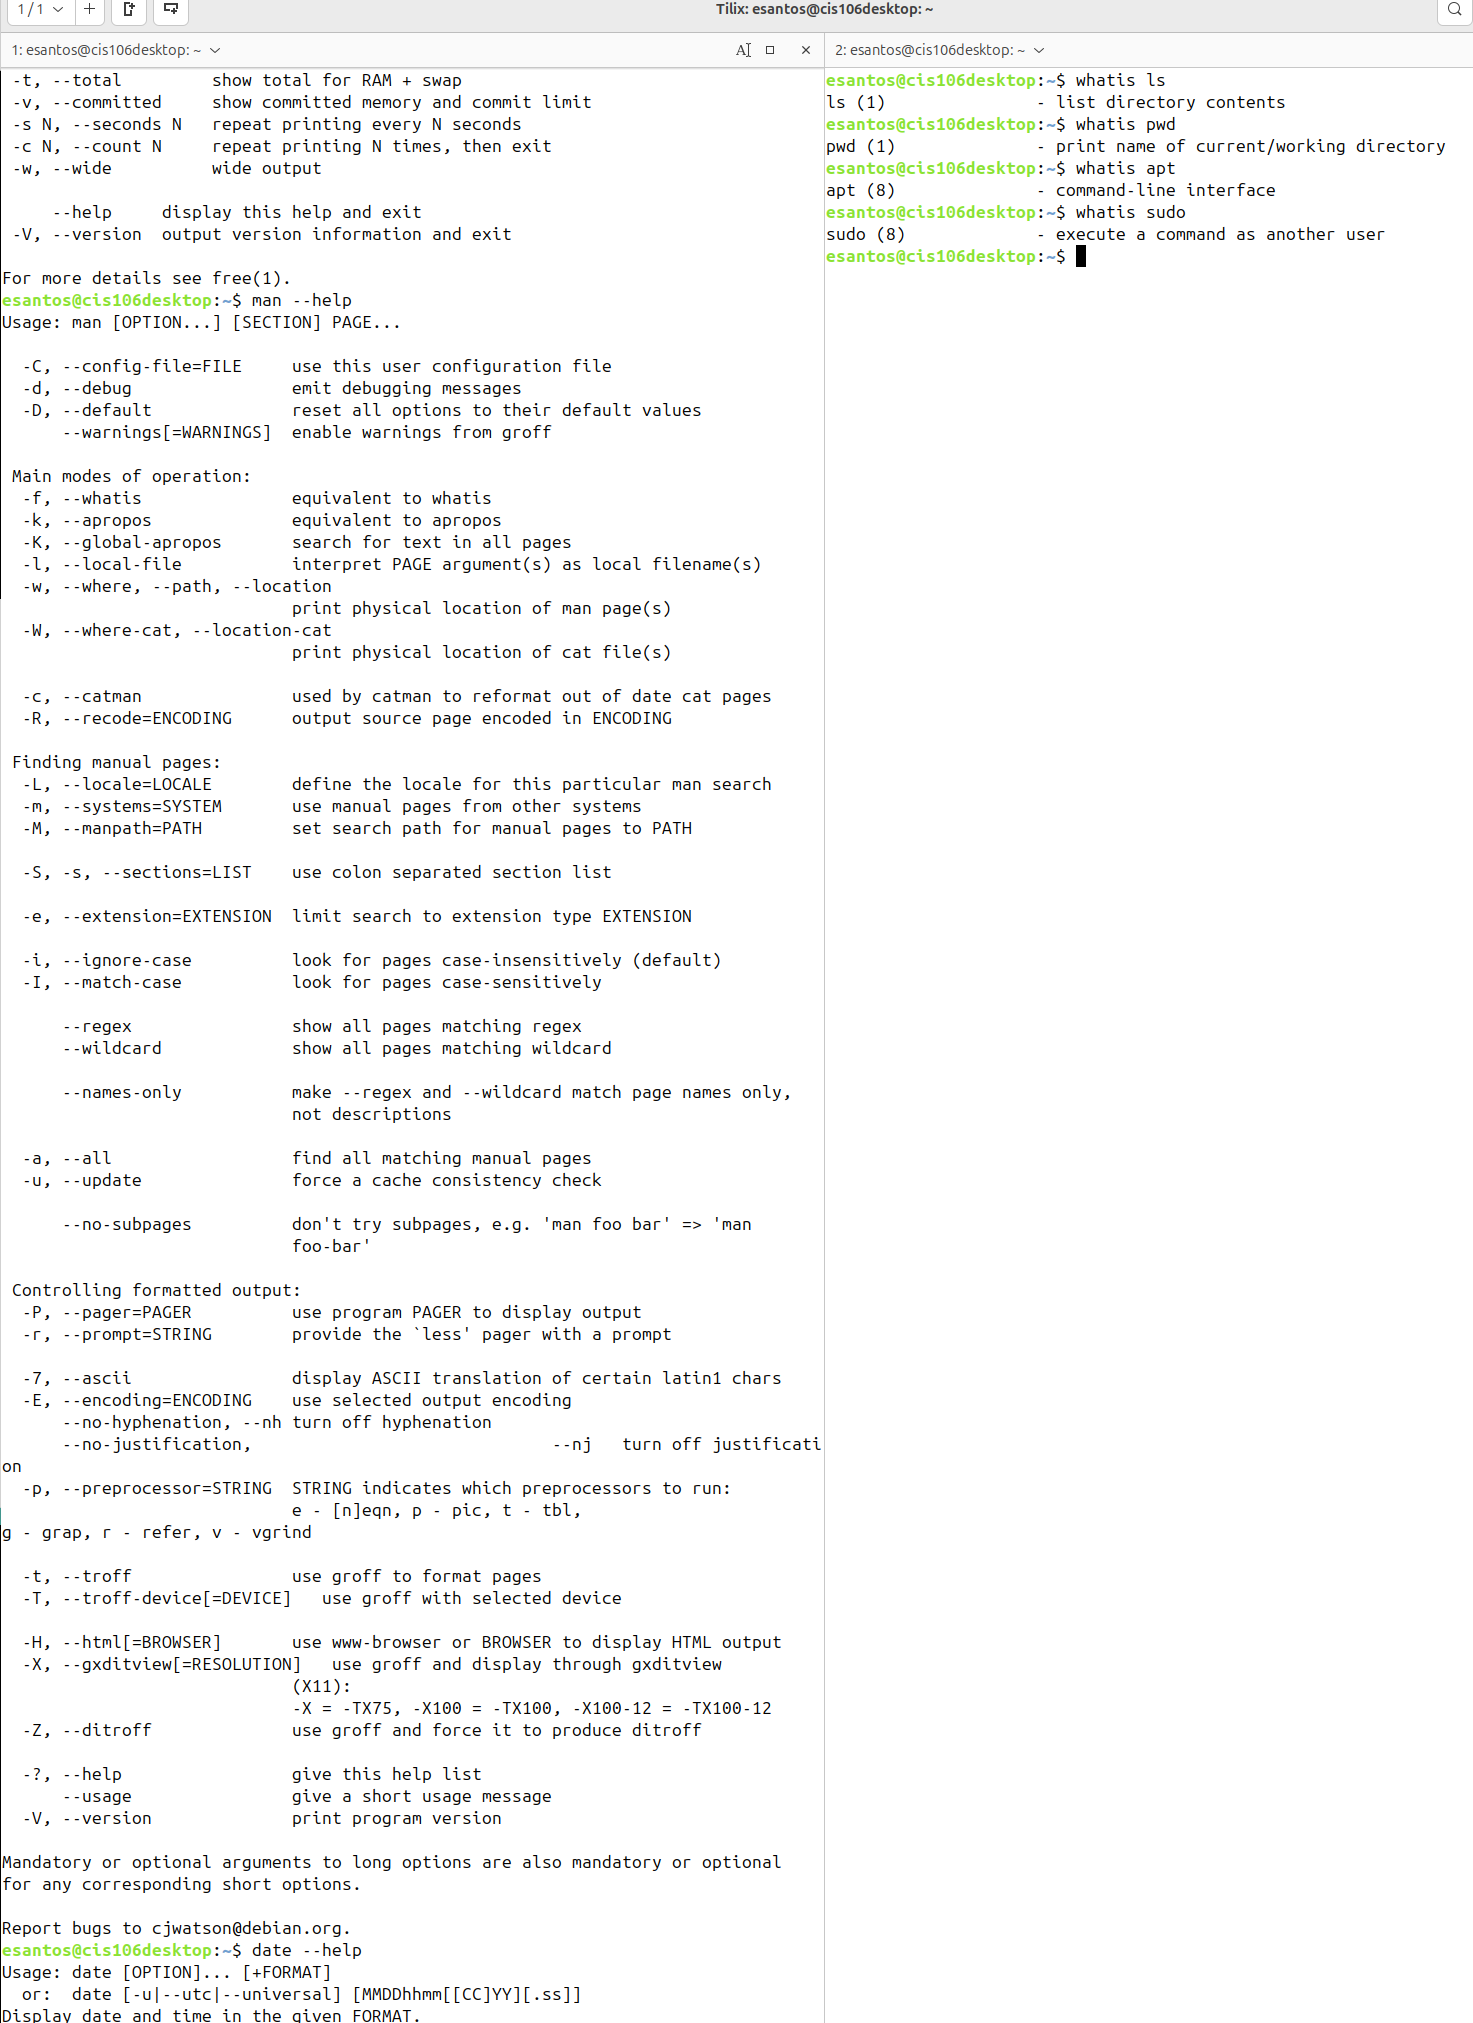 1 / 1
Tilix: esantos@cis106desktop: ~
1: esantos@cis106desktop: ~
-t, --total         show total for RAM + swap
-v, --committed     show committed memory and commit limit
-s N, --seconds N   repeat printing every N seconds
-c N, --count N     repeat printing N times, then exit
-w, --wide          wide output
--help     display this help and exit
-V, --version  output version information and exit
For more details see free(1).
esantos@cis106desktop:~$ man --help
Usage: man [OPTION...] [SECTION] PAGE...
-C, --config-file=FILE     use this user configuration file
-d, --debug                emit debugging messages
-D, --default              reset all options to their default values
--warnings[=WARNINGS]  enable warnings from groff
Main modes of operation:
-f, --whatis               equivalent to whatis
-k, --apropos              equivalent to apropos
-K, --global-apropos       search for text in all pages
-l, --local-file           interpret PAGE argument(s) as local filename(s)
-w, --where, --path, --location
print physical location of man page(s)
-W, --where-cat, --location-cat
print physical location of cat file(s)
-c, --catman               used by catman to reformat out of date cat pages
-R, --recode=ENCODING      output source page encoded in ENCODING
Finding manual pages:
-L, --locale=LOCALE        define the locale for this particular man search
-m, --systems=SYSTEM       use manual pages from other systems
-M, --manpath=PATH         set search path for manual pages to PATH
-S, -s, --sections=LIST    use colon separated section list
-e, --extension=EXTENSION  limit search to extension type EXTENSION
-i, --ignore-case          look for pages case-insensitively (default)
-I, --match-case           look for pages case-sensitively
--regex                show all pages matching regex
--wildcard             show all pages matching wildcard
--names-only           make --regex and --wildcard match page names only,
not descriptions
-a, --all                  find all matching manual pages
-u, --update               force a cache consistency check
--no-subpages          don't try subpages, e.g. 'man foo bar' => 'man
foo-bar'
Controlling formatted output:
-P, --pager=PAGER          use program PAGER to display output
-r, --prompt=STRING        provide the `less' pager with a prompt
-7, --ascii                display ASCII translation of certain latin1 chars
-E, --encoding=ENCODING    use selected output encoding
--no-hyphenation, --nh turn off hyphenation
--no-justification,                              --nj   turn off justificati
on
-p, --preprocessor=STRING  STRING indicates which preprocessors to run:
e - [n]eqn, p - pic, t - tbl,
g - grap, r - refer, v - vgrind
-t, --troff                use groff to format pages
-T, --troff-device[=DEVICE]   use groff with selected device
-H, --html[=BROWSER]       use www-browser or BROWSER to display HTML output
-X, --gxditview[=RESOLUTION]   use groff and display through gxditview
(X11):
-X = -TX75, -X100 = -TX100, -X100-12 = -TX100-12
-Z, --ditroff              use groff and force it to produce ditroff
-?, --help                 give this help list
--usage                give a short usage message
-V, --version              print program version
Mandatory or optional arguments to long options are also mandatory or optional
for any corresponding short options.
Report bugs to cjwatson@debian.org.
esantos@cis106desktop:~$ date --help
Usage: date [OPTION]... [+FORMAT]
or:  date [-u|--utc|--universal] [MMDDhhmm[[CC]YY][.ss]]
Display date and time in the given FORMAT.
2: esantos@cis106desktop: ~
esantos@cis106desktop:~$ whatis ls
ls (1)               - list directory contents
esantos@cis106desktop:~$ whatis pwd
pwd (1)              - print name of current/working directory
esantos@cis106desktop:~$ whatis apt
apt (8)              - command-line interface
esantos@cis106desktop:~$ whatis sudo
sudo (8)             - execute a command as another user
esantos@cis106desktop:~$